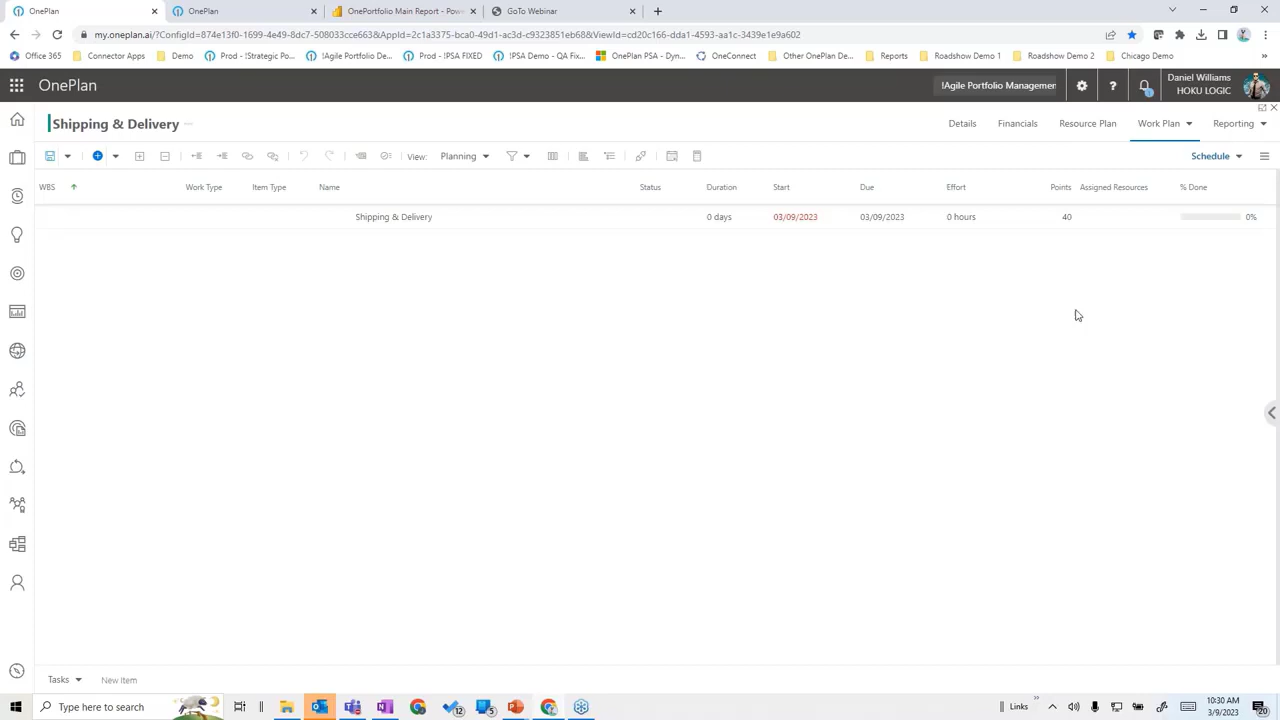 OnePlan
OnePlan
OnePortfolio Main Report - Powe
GoTo Webinar
my.oneplan.ai/?ConfigId=874e13f0-1699-4e49-8dc7-508033cce663&AppId=2c1a3375-bca0-49d1-ac3d-c9323851eb68&ViewId=cd20c166-dda1-4593-aa1c-3439e1e9a602
Office 365
Connector Apps
Demo
Prod - !Strategic Po...
!Agile Portfolio De...
Prod - !PSA FIXED
!PSA Demo - QA Fix...
OnePlan PSA - Dyn...
OneConnect
Other OnePlan De...
Reports
Roadshow Demo 1
Roadshow Demo 2
Chicago Demo
OnePlan
!Agile Portfolio Managemen
Daniel Williams
HOKU LOGIC
Shipping & Delivery
Details
Financials
Resource Plan
Work Plan
Reporting
View: Planning
Schedule
WBS
Work Type
Item Type
Name
Status
Duration
Start
Due
Effort
Points
Assigned Resources
% Done
Shipping & Delivery
0 days
03/09/2023
03/09/2023
0 hours
40
0%
Tasks
New Item
Type here to search
12
5
Links
10:30 AM
3/9/2023
20